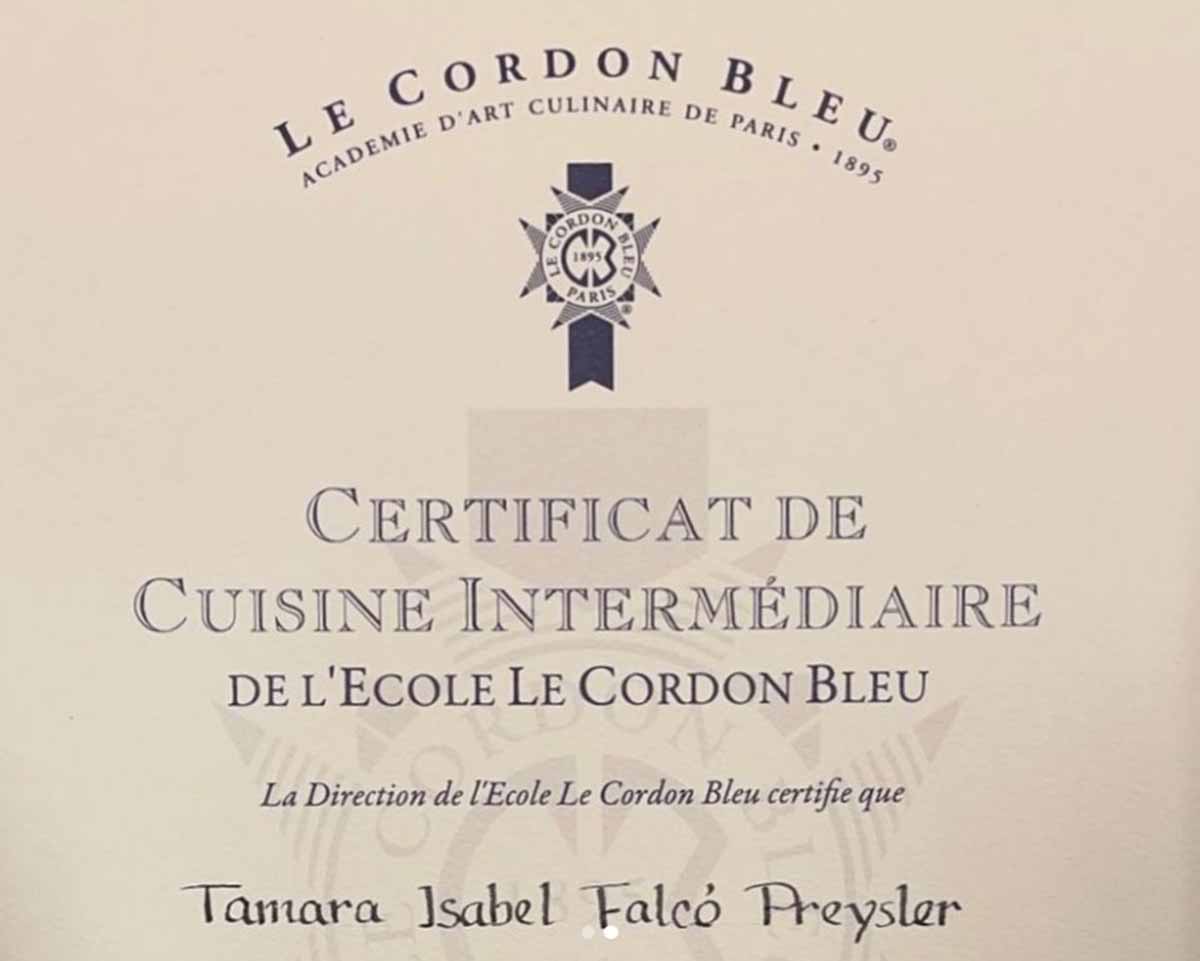 LE CORDON BLEU®
ACADEMIE D'ART CULINAIRE DE PARIS • 1895
LE CORDON BLEU
1895
PARIS
®
CERTIFICAT DE
CUISINE INTERMÉDIAIRE
DE L'ECOLE LE CORDON BLEU
La Direction de l'Ecole Le Cordon Bleu certifie que
Tamara Isabel Falcó Preysler